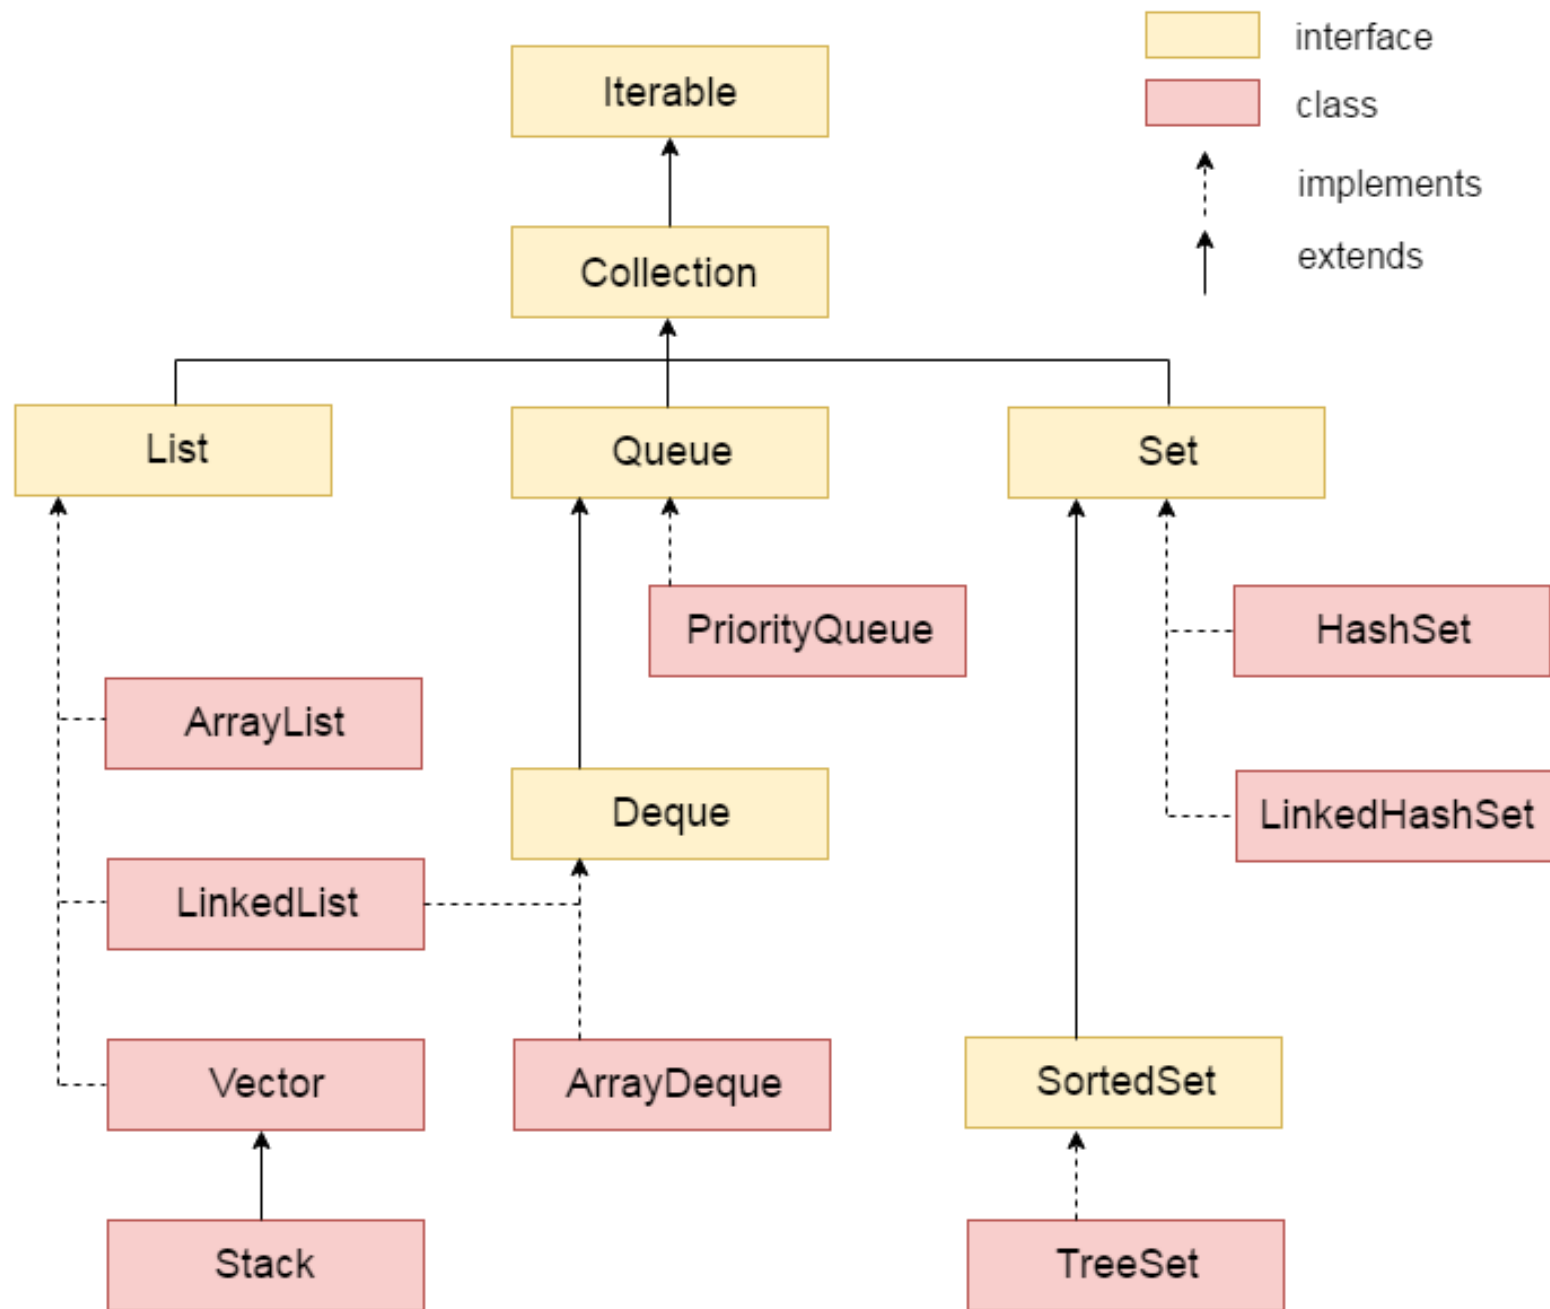 interface
Iterable
class
implements
extends
Collection
List
Queue
Set
PriorityQueue
HashSet
ArrayList
Deque
LinkedHashSet
LinkedList
Vector
ArrayDeque
SortedSet
Stack
TreeSet